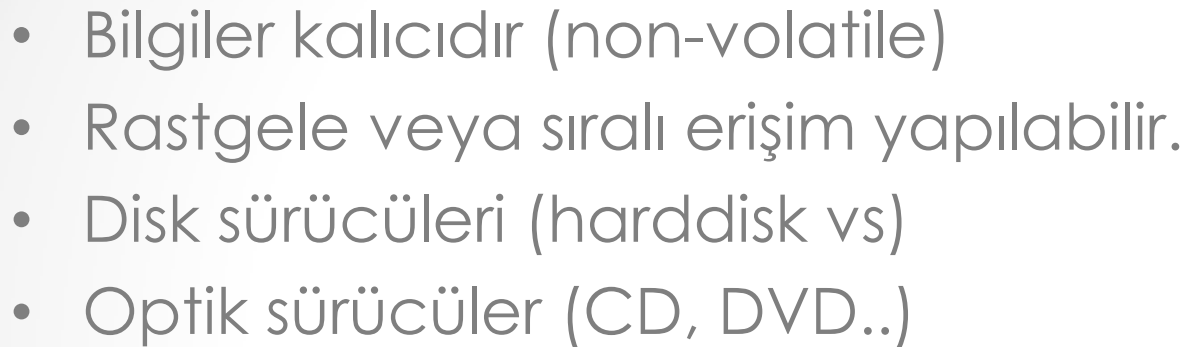 • Bilgiler kalıcıdır (non-volatile)
• Rastgele veya sıralı erişim yapılabilir.
• Disk sürücüleri (harddisk vs)
• Optik sürücüler (CD, DVD..)